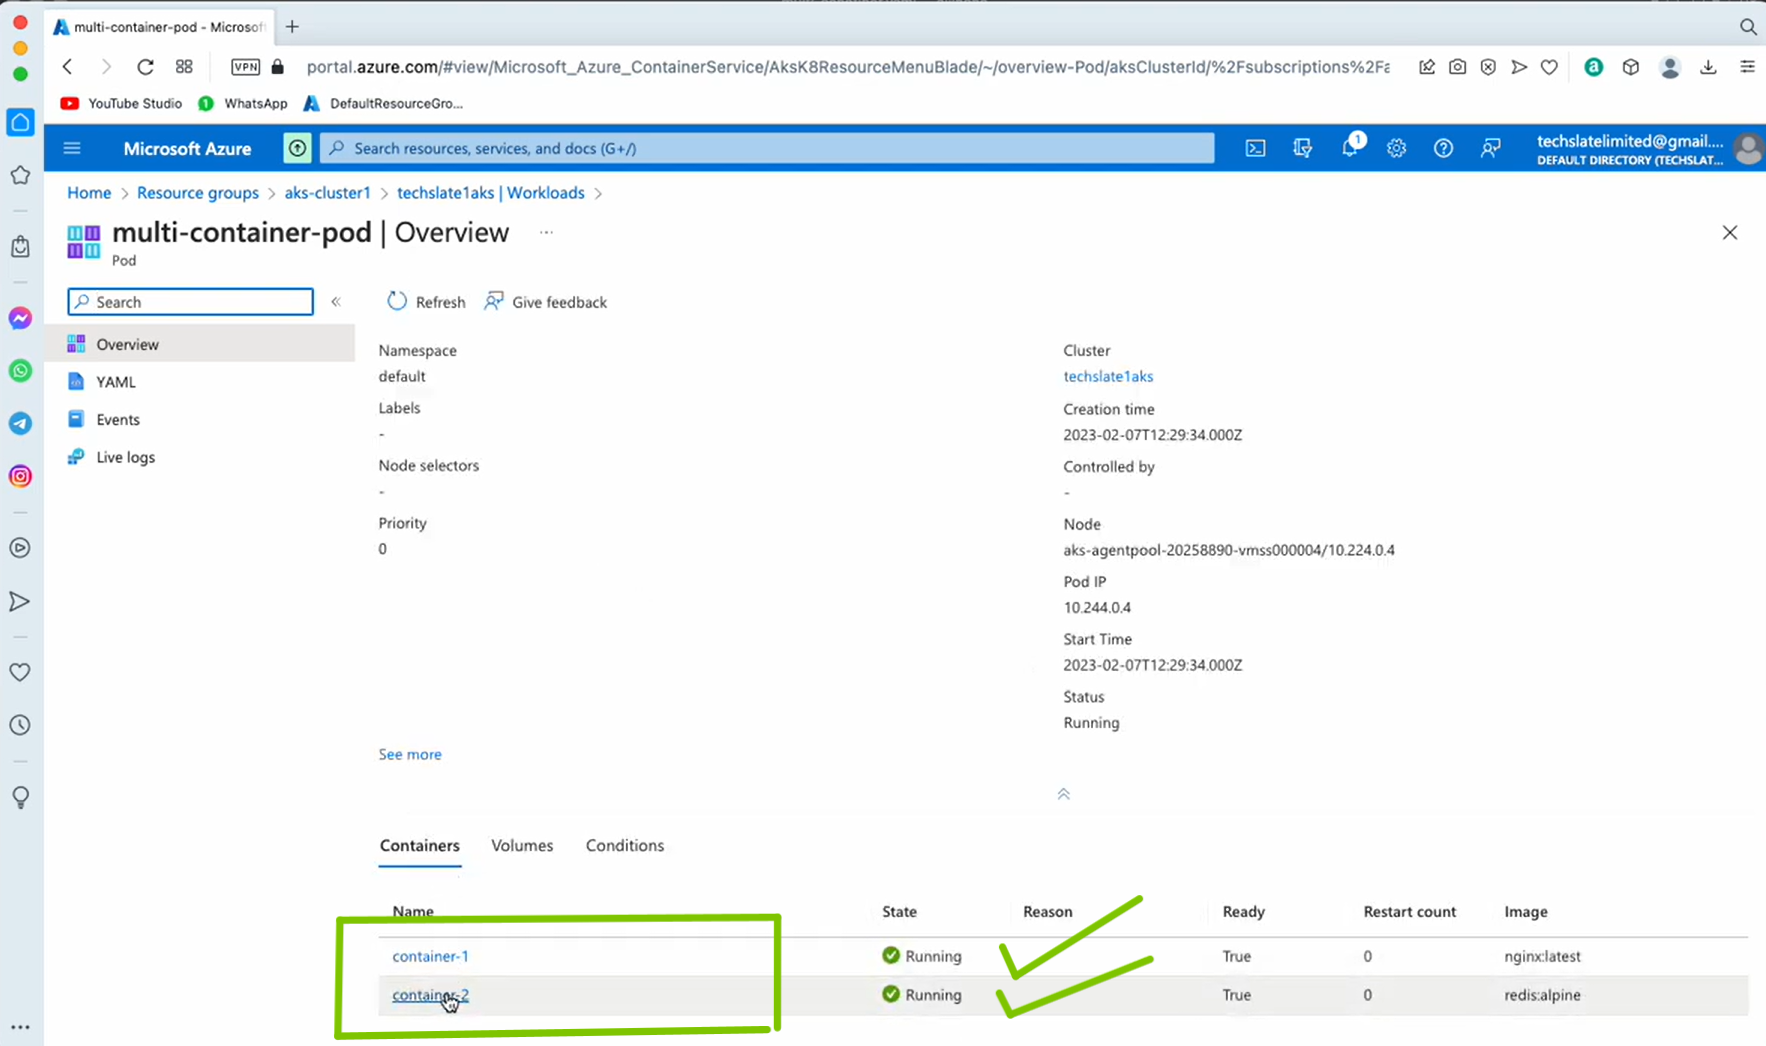 multi-container-pod - Microsof
VPN
portal.azure.com/#view/Microsoft_Azure_ContainerService/AksK8ResourceMenuBlade/~/overview-Pod/aksClusterId/%2Fsubscriptions%2Fa
a
YouTube Studio
1
WhatsApp
DefaultResourceGro...
Microsoft Azure
Search resources, services, and docs (G+/)
1
techslatelimited@gmail....
DEFAULT DIRECTORY (TECHSLAT...
Home > Resource groups > aks-cluster1 > techslate1aks | Workloads >
multi-container-pod | Overview ...
Pod
Search
«
Refresh
Give feedback
Overview
YAML
Events
Live logs
Namespace
default
Labels
-
Node selectors
-
Priority
0
See more
Cluster
techslate1aks
Creation time
2023-02-07T12:29:34.000Z
Controlled by
-
Node
aks-agentpool-20258890-vmss000004/10.224.0.4
Pod IP
10.244.0.4
Start Time
2023-02-07T12:29:34.000Z
Status
Running
Containers Volumes Conditions
Name State Reason Ready Restart count Image
container-1 Running True 0 nginx:latest
container-2 Running True 0 redis:alpine